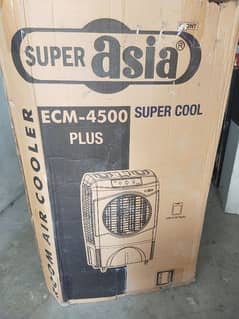 SUPER asia®
ECM-4500
PLUS
SUPER COOL
ROOM AIR COOLER